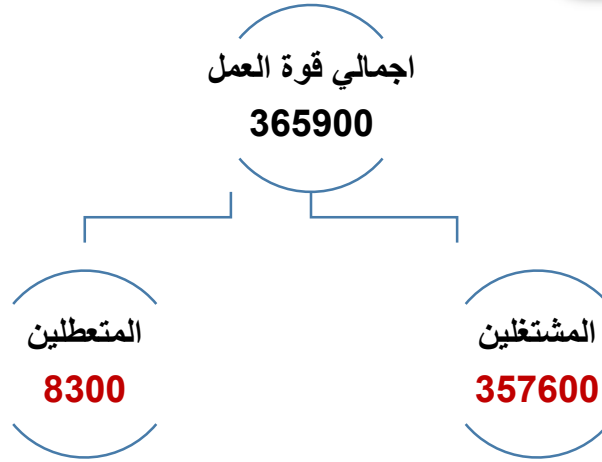 اجمالي قوة العمل
365900
المشتغلين
357600
المتعطلين
8300